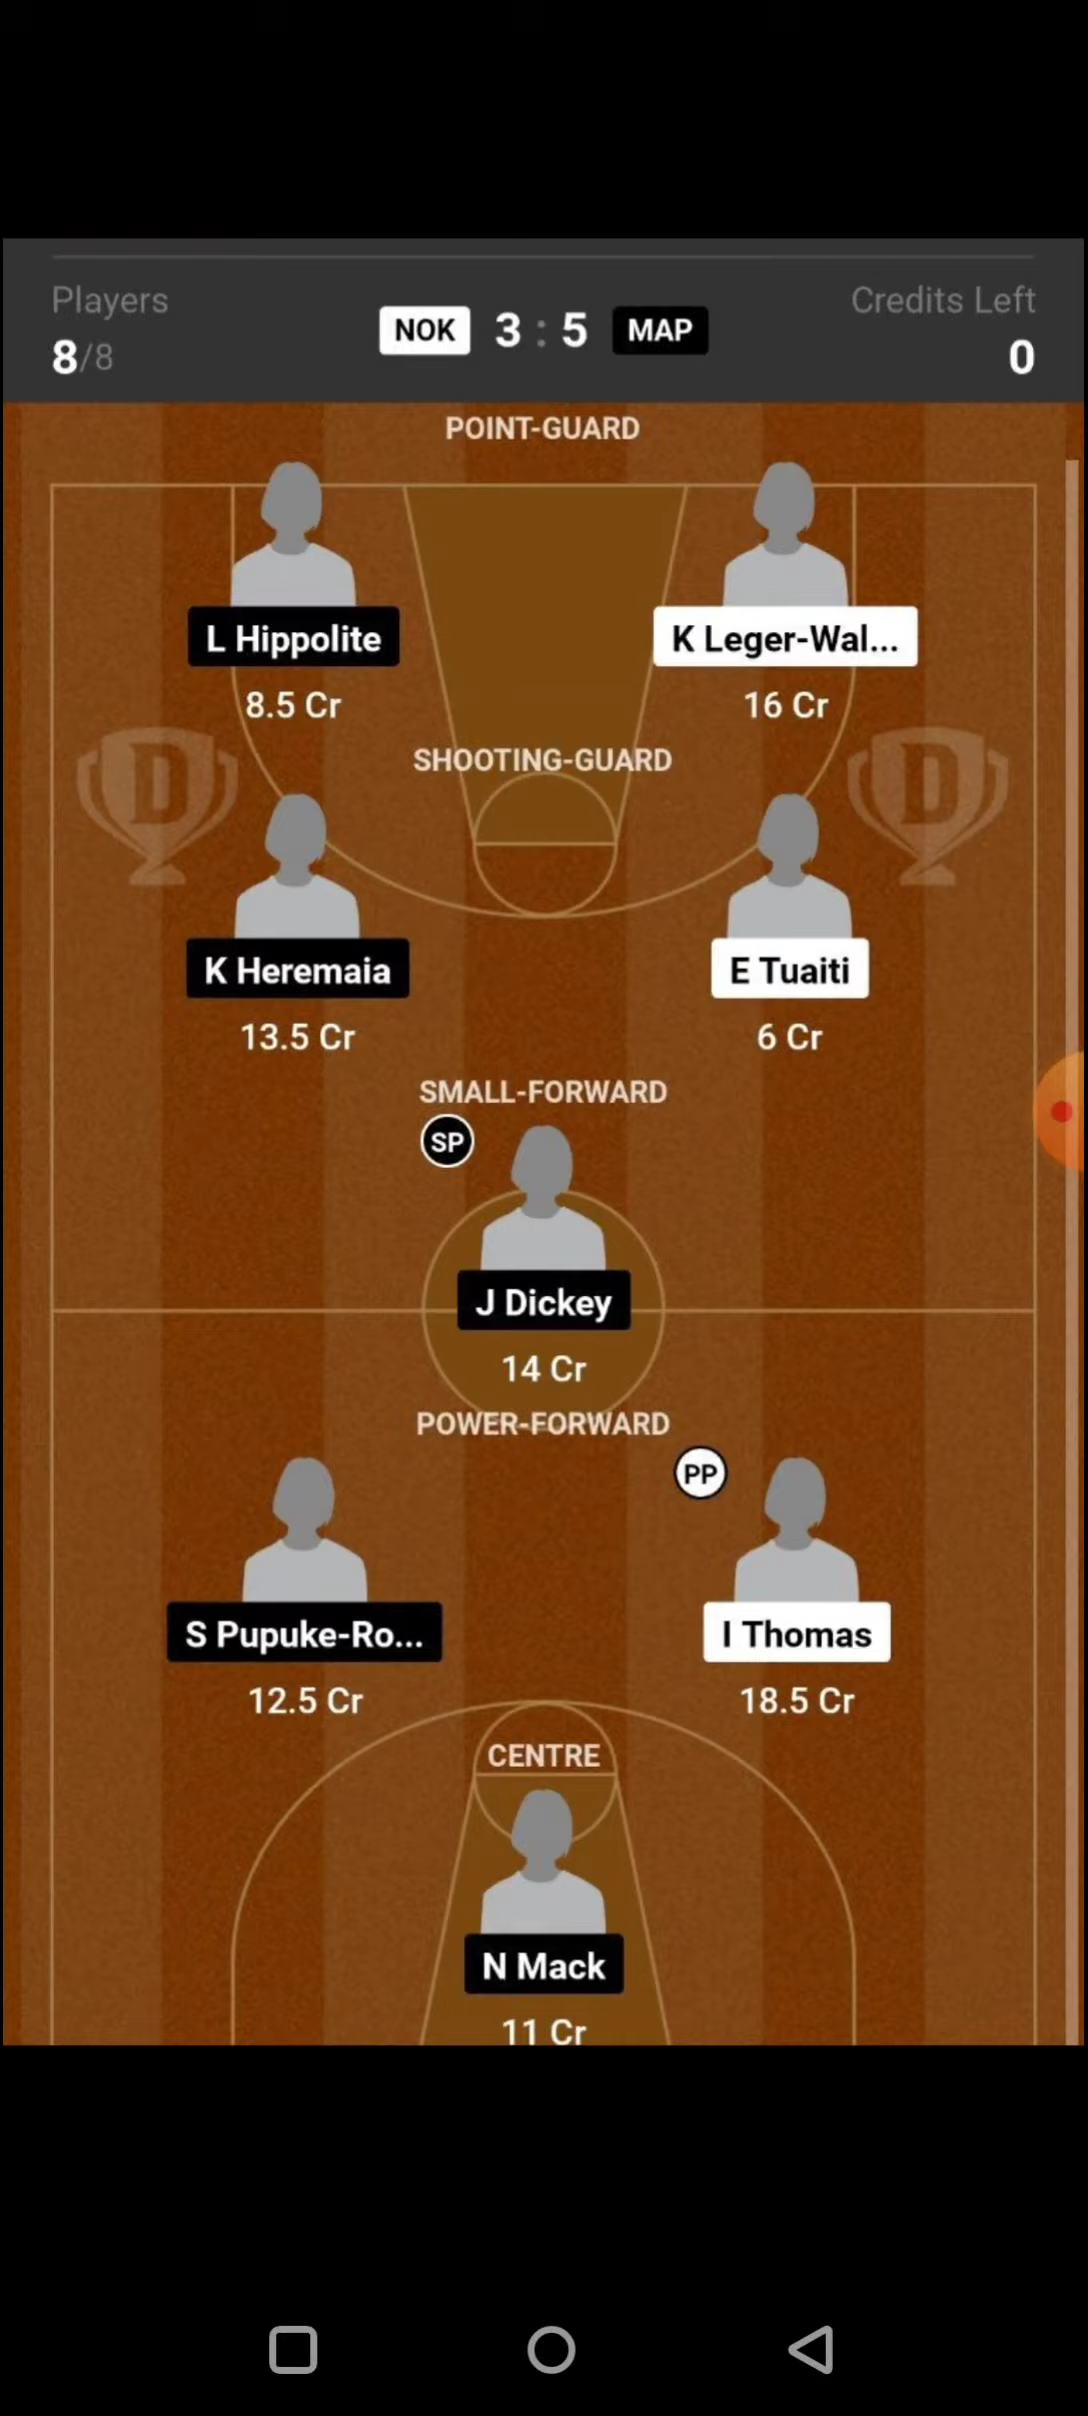 Players
Credits Left
NOK 3 : 5 MAP
8/8
0
POINT-GUARD
L Hippolite
K Leger-Wal...
8.5 Cr
16 Cr
SHOOTING-GUARD
D
D
K Heremaia
E Tuaiti
13.5 Cr
6 Cr
SMALL-FORWARD
SP
J Dickey
14 Cr
POWER-FORWARD
PP
S Pupuke-Ro...
I Thomas
12.5 Cr
18.5 Cr
CENTRE
N Mack
11 Cr